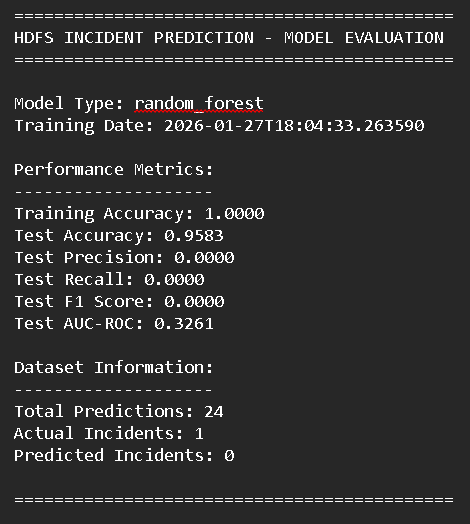 ============================================
HDFS INCIDENT PREDICTION - MODEL EVALUATION
============================================
Model Type: random_forest
Training Date: 2026-01-27T18:04:33.263590
Performance Metrics:
--------------------
Training Accuracy: 1.0000
Test Accuracy: 0.9583
Test Precision: 0.0000
Test Recall: 0.0000
Test F1 Score: 0.0000
Test AUC-ROC: 0.3261
Dataset Information:
--------------------
Total Predictions: 24
Actual Incidents: 1
Predicted Incidents: 0
============================================